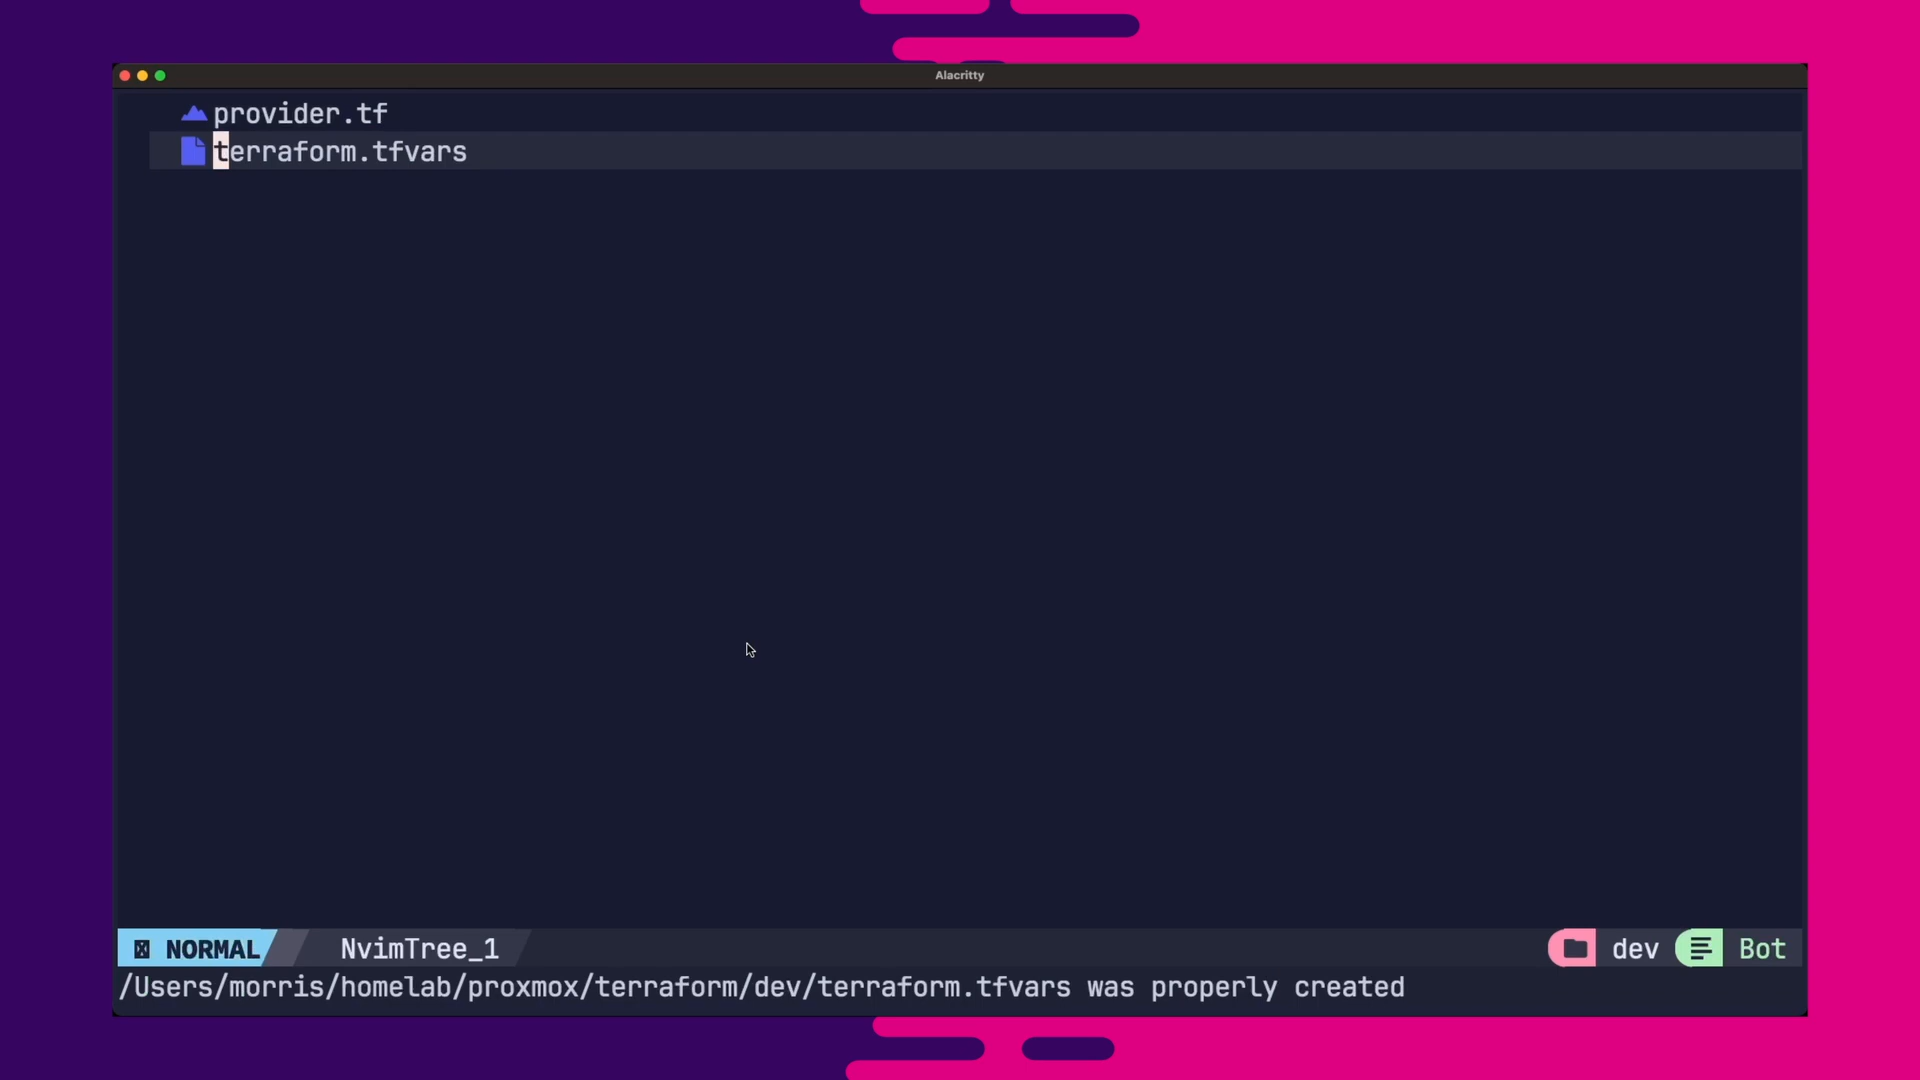 Alacritty
provider.tf
terraform.tfvars
NORMAL
NvimTree_1
dev
Bot
/Users/morris/homelab/proxmox/terraform/dev/terraform.tfvars was properly created